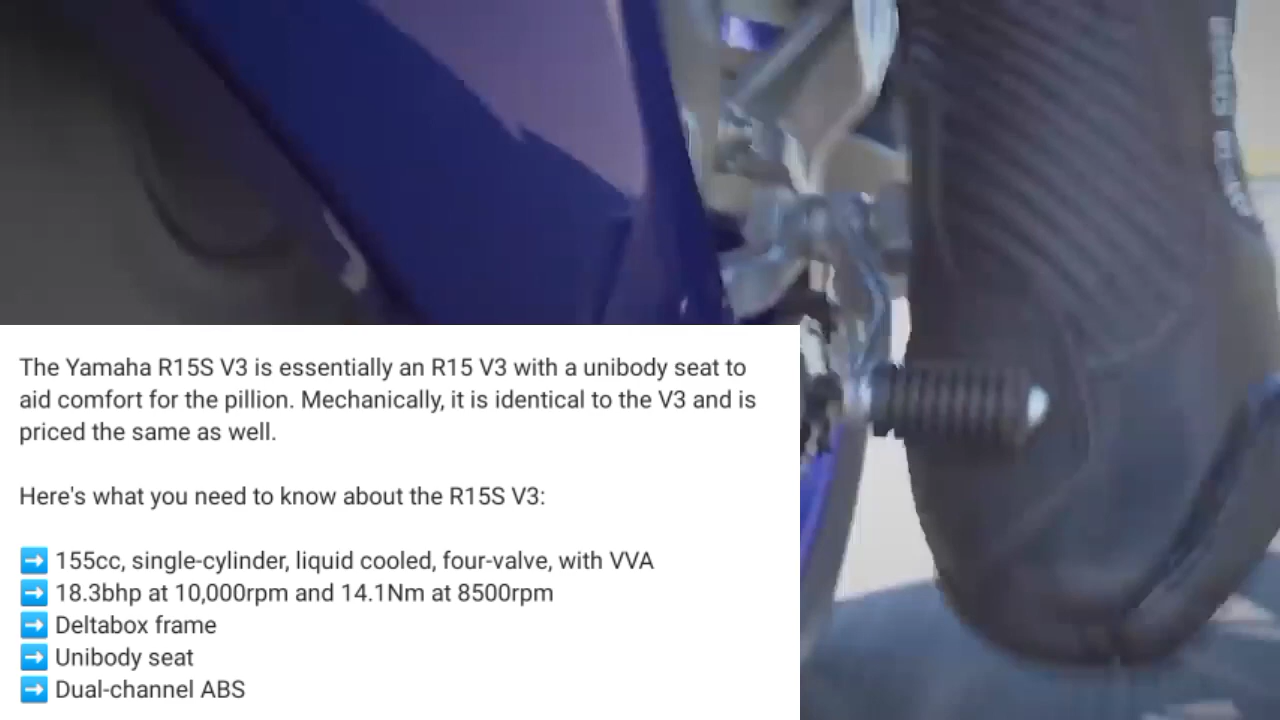 The Yamaha R15S V3 is essentially an R15 V3 with a unibody seat to
aid comfort for the pillion. Mechanically, it is identical to the V3 and is
priced the same as well.
Here's what you need to know about the R15S V3:
➡ 155cc, single-cylinder, liquid cooled, four-valve, with VVA
➡ 18.3bhp at 10,000rpm and 14.1Nm at 8500rpm
➡ Deltabox frame
➡ Unibody seat
➡ Dual-channel ABS